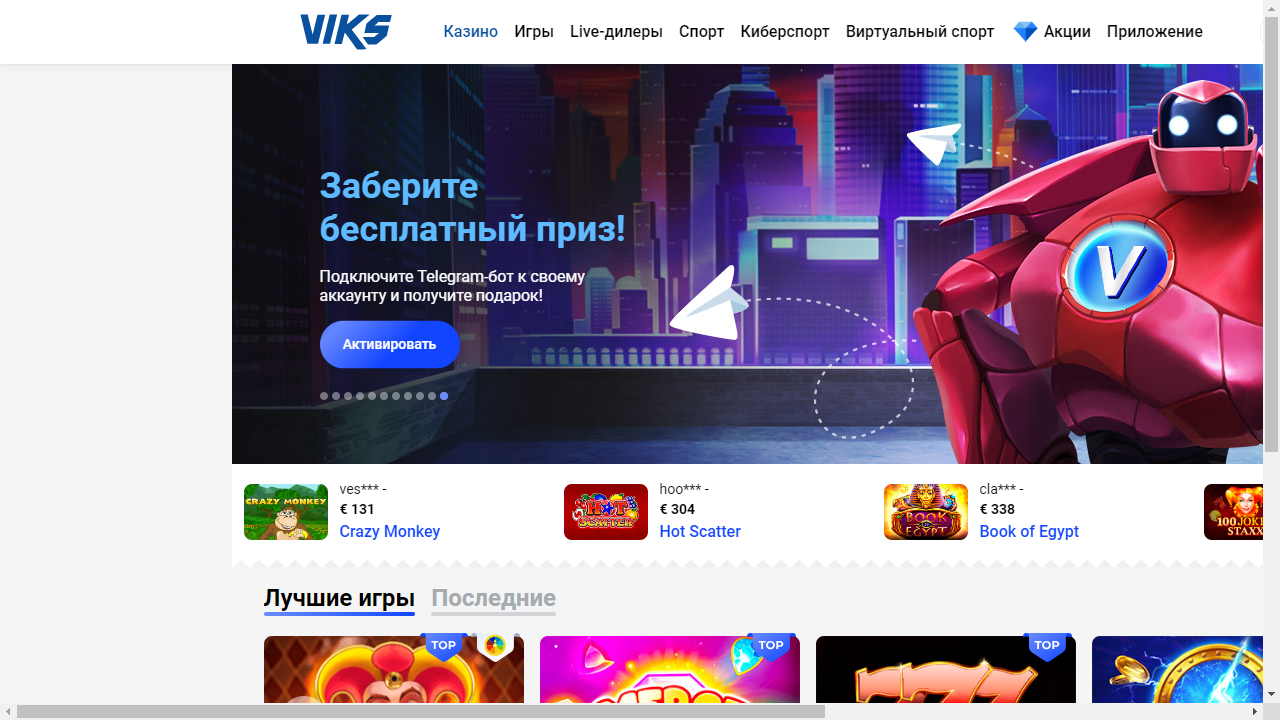 VIKS
Казино Игры Live-дилеры Спорт Киберспорт Виртуальный спорт Акции Приложение
Заберите
бесплатный приз!
Подключите Telegram-бот к своему
аккаунту и получите подарок!
Активировать
V
CRAZY MONKEY
ves*** -
€ 131
Crazy Monkey
HOT
SCATTER
hoo*** -
€ 304
Hot Scatter
BOOK
OF
EGYPT
cla*** -
€ 338
Book of Egypt
100 JOKE
STAXX
Лучшие игры Последние
TOP
TOP
TOP
777